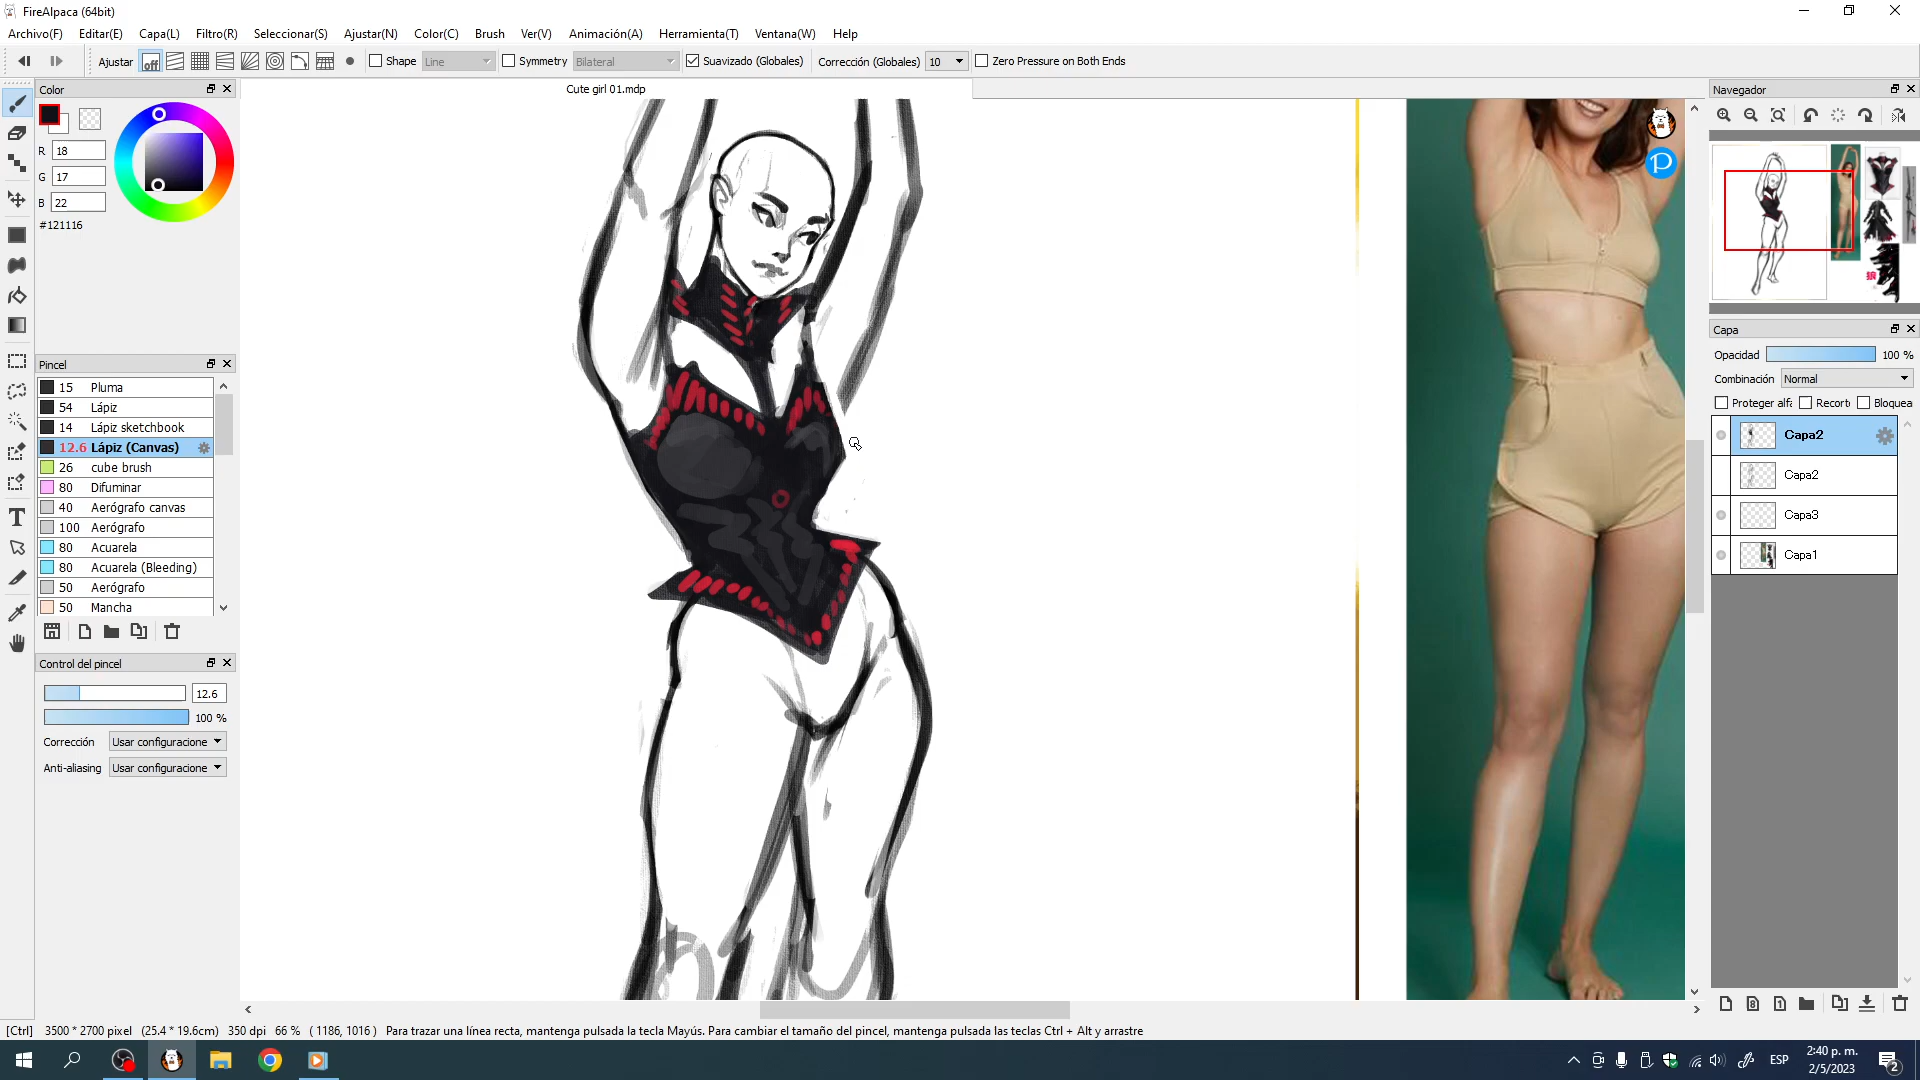 FireAlpaca (64bit)
Archivo(F) Editar(E) Capa(L) Filtro(R) Seleccionar(S) Ajustar(N) Color(C) Brush Ver(V) Animación(A) Herramienta(T) Ventana(W) Help
Ajustar off Shape Line Symmetry Bilateral Suavizado (Globales) Corrección (Globales) 10 Zero Pressure on Both Ends
Color
Cute girl 01.mdp
Navegador
R 18
G 17
B 22
#121116
Pincel
15 Pluma
54 Lápiz
14 Lápiz sketchbook
12.6 Lápiz (Canvas)
26 cube brush
80 Difuminar
40 Aerógrafo canvas
100 Aerógrafo
80 Acuarela
80 Acuarela (Bleeding)
50 Aerógrafo
50 Mancha
Control del pincel
12.6
100 %
Corrección Usar configuracione
Anti-aliasing Usar configuracione
Capa
Opacidad 100 %
Combinación Normal
Proteger alfa Recort Bloquea
Capa2
Capa2
Capa3
Capa1
[Ctrl] 3500 * 2700 pixel (25.4 * 19.6cm) 350 dpi 66 % ( 1186, 1016 ) Para trazar una línea recta, mantenga pulsada la tecla Mayús. Para cambiar el tamaño del pincel, mantenga pulsada las teclas Ctrl + Alt y arrastre
ESP
2:40 p. m.
2/5/2023
2